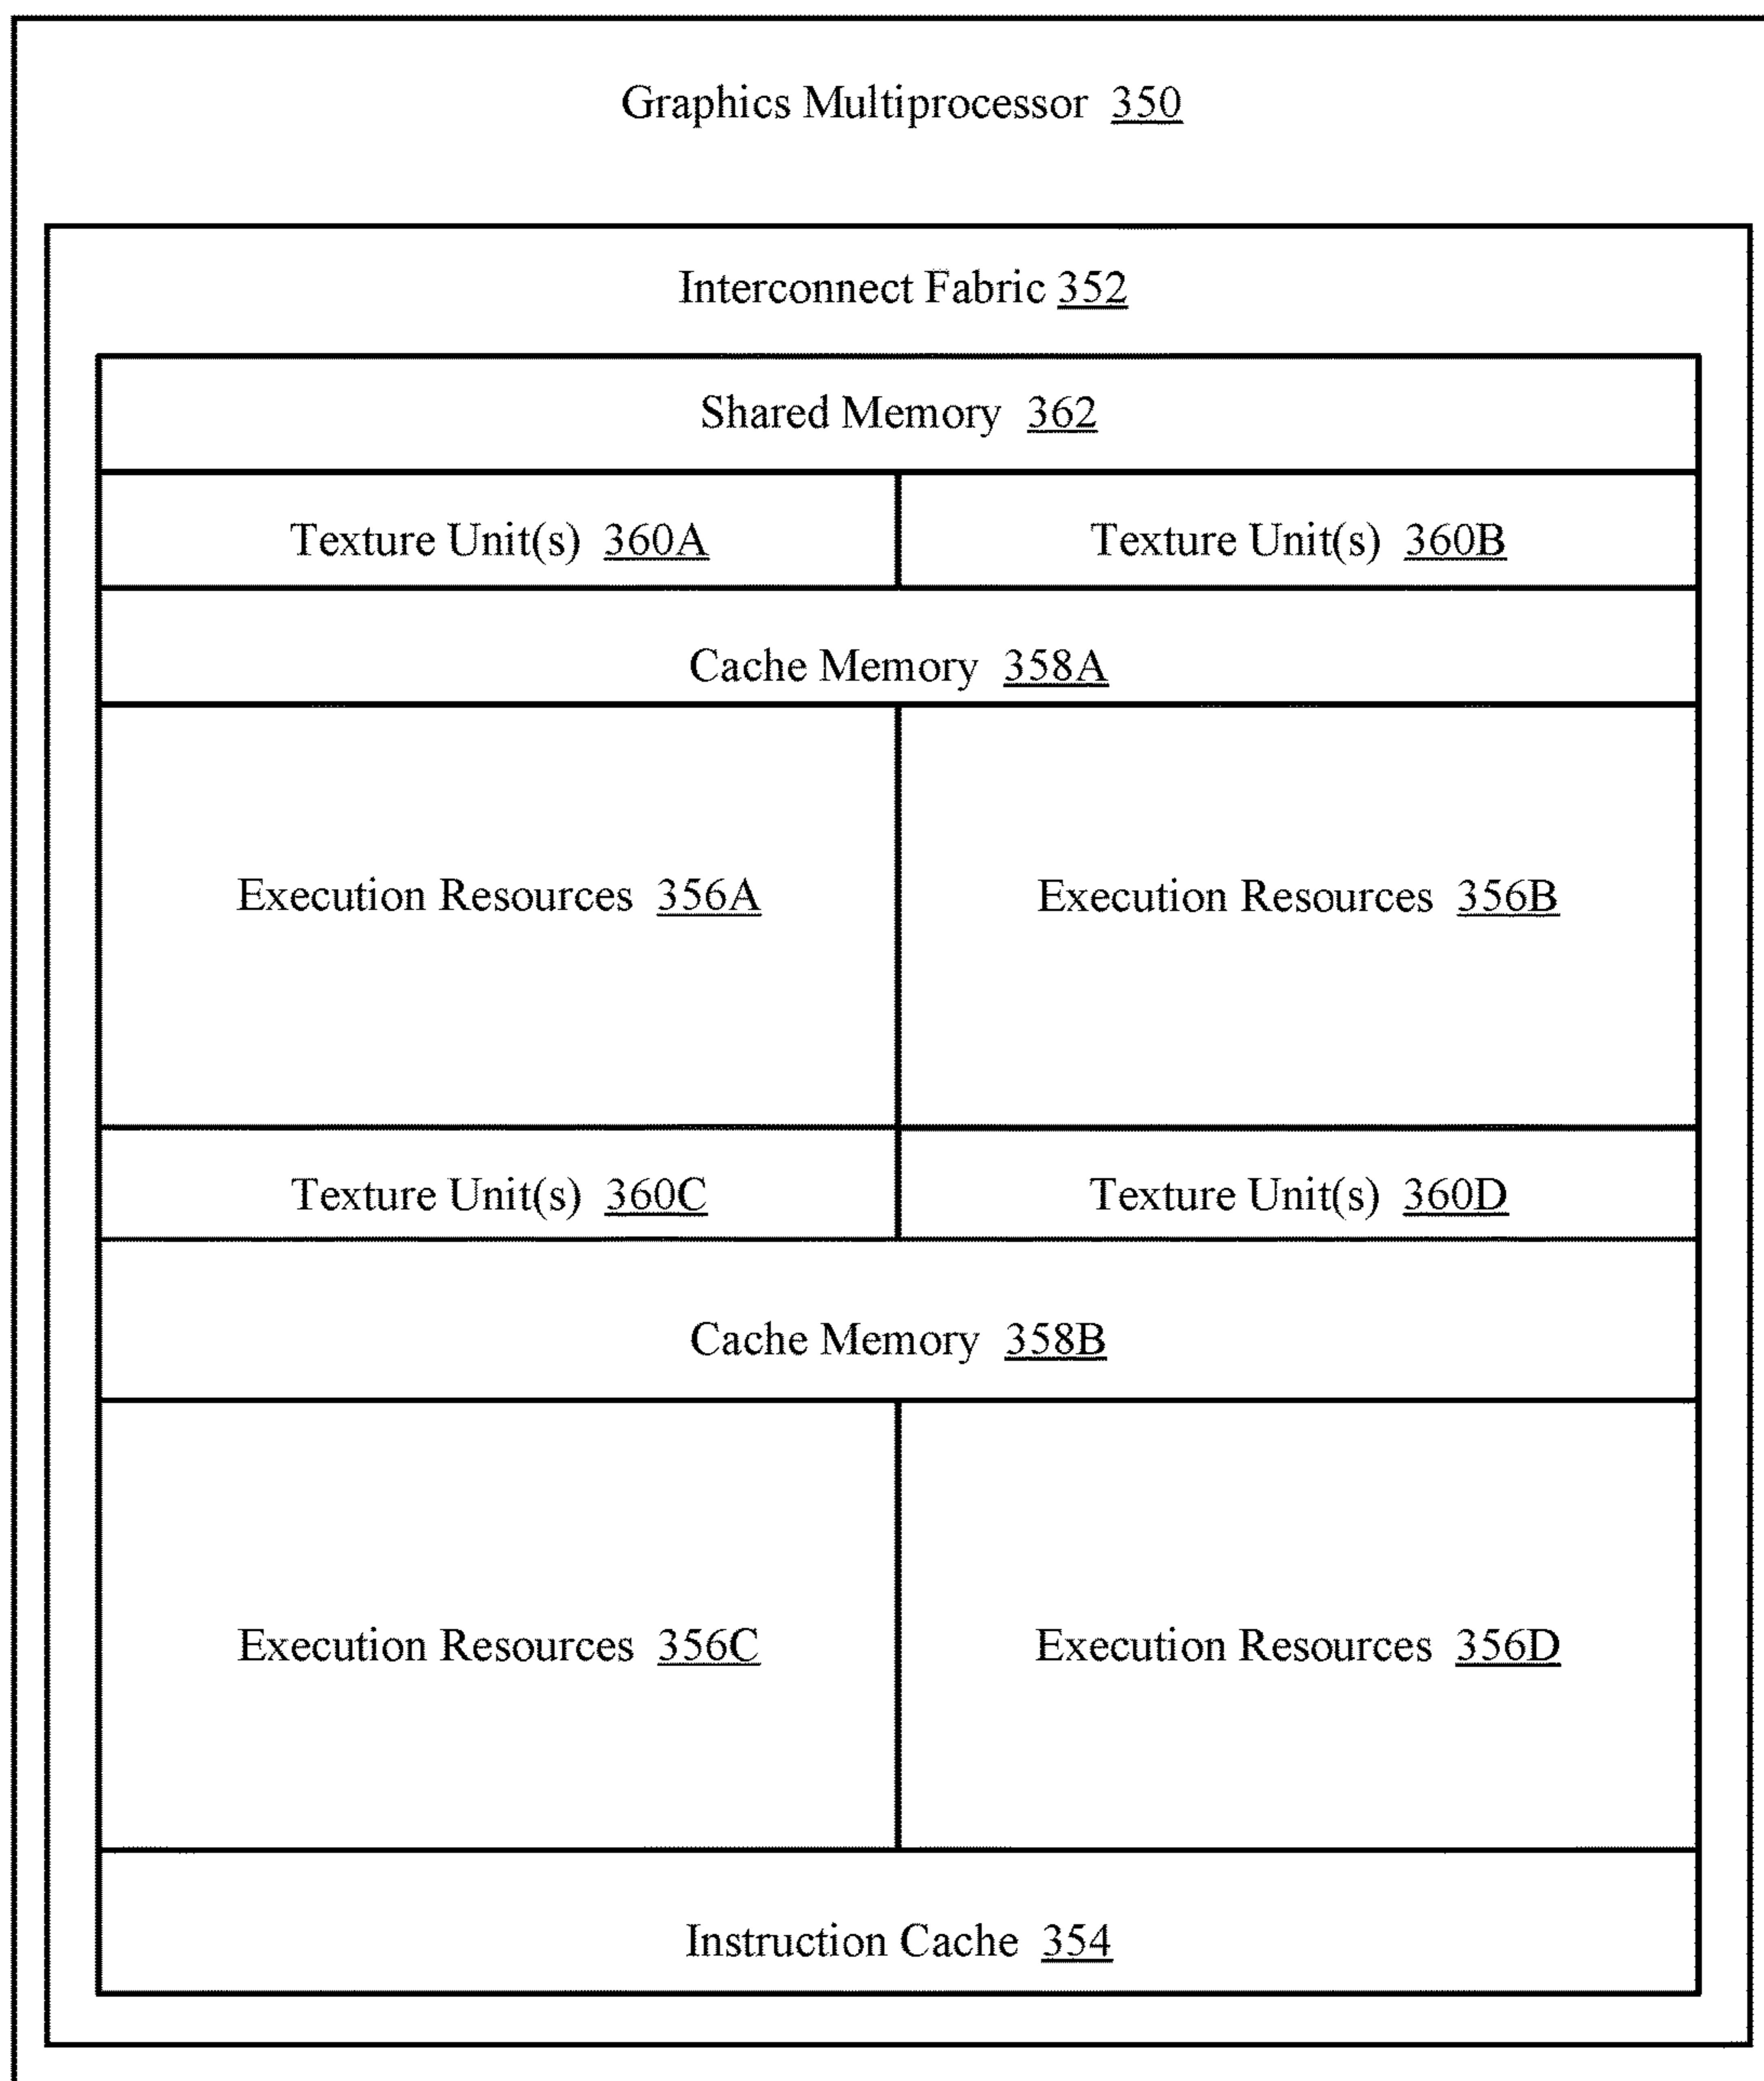 Graphics Multiprocessor 350
Interconnect Fabric 352
Shared Memory 362
Texture Unit(s) 360A
Texture Unit(s) 360B
Cache Memory 358A
Execution Resources 356A
Execution Resources 356B
Texture Unit(s) 360C
Texture Unit(s) 360D
Cache Memory 358B
Execution Resources 356C
Execution Resources 356D
Instruction Cache 354